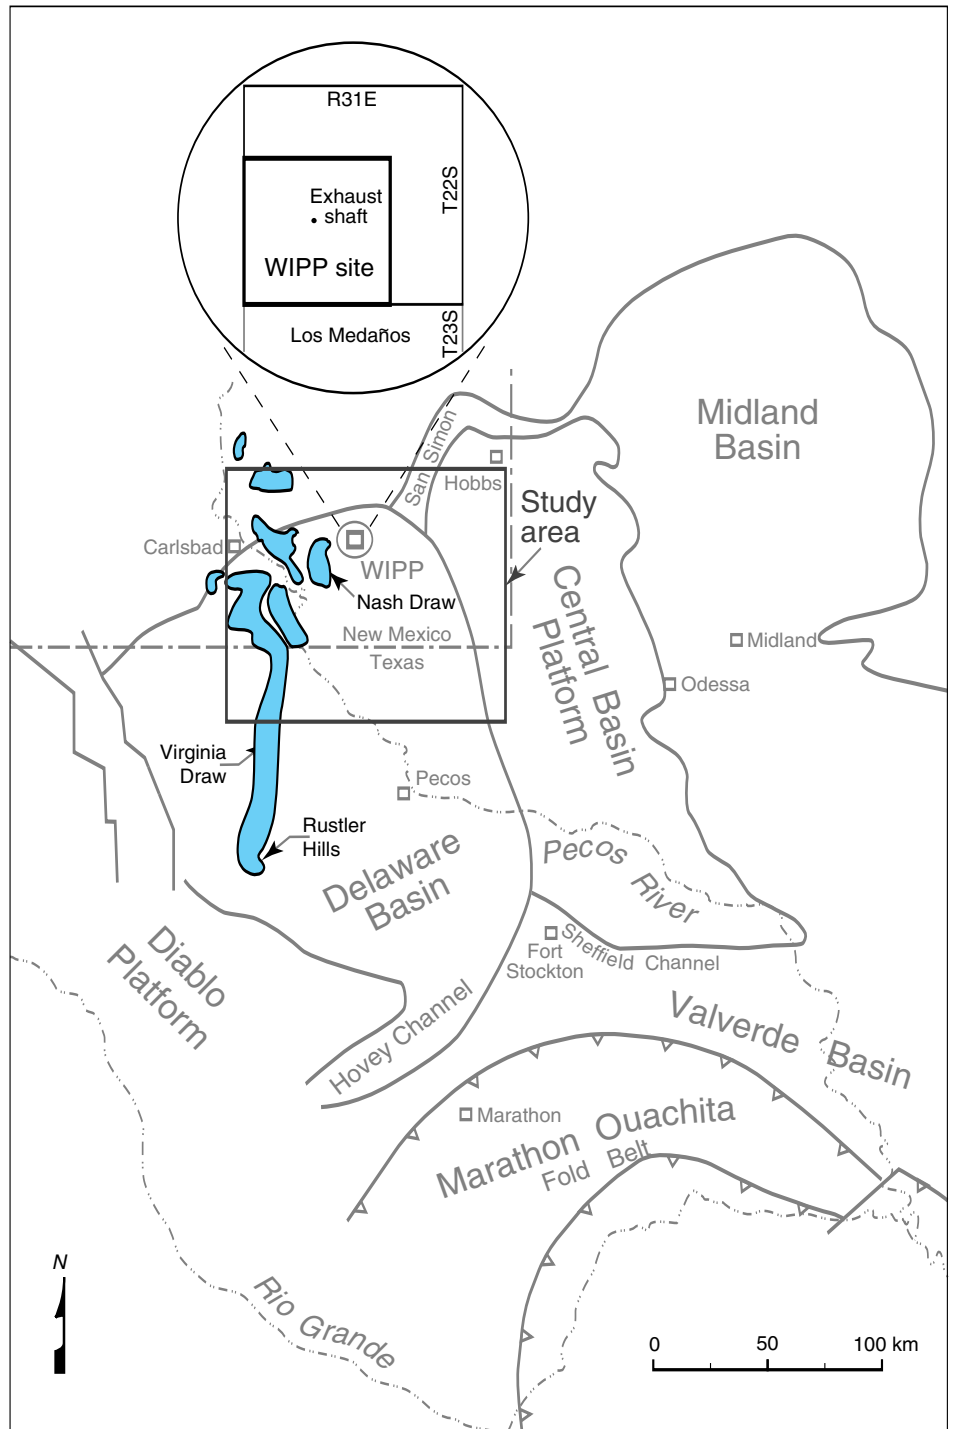 R31E
T22S
Exhaust
shaft
WIPP site
T23S
Los Medaños
Midland
Basin
San Simon
Hobbs
Study
area
Carlsbad
WIPP
Nash Draw
New Mexico
Texas
Central Basin
Platform
Midland
Odessa
Virginia
Draw
Pecos
Rustler
Hills
Delaware
Basin
Pecos
River
Diablo
Platform
Fort
Stockton
Sheffield Channel
Hovey Channel
Valverde Basin
Marathon
Marathon Ouachita
Fold Belt
N
Rio Grande
0 50 100 km